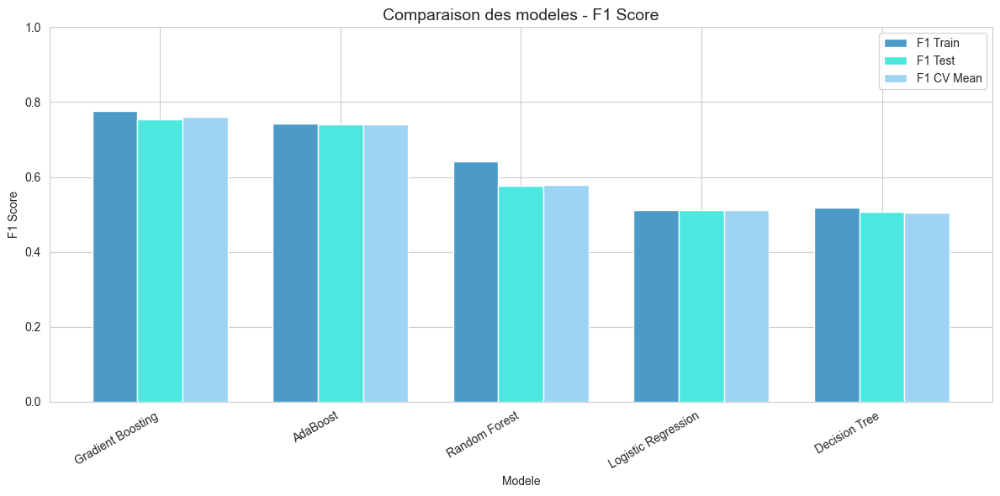 Comparaison des modeles - F1 Score
F1 Train
F1 Test
F1 CV Mean
F1 Score
1.0
0.8
0.6
0.4
0.2
0.0
Gradient Boosting
AdaBoost
Random Forest
Logistic Regression
Decision Tree
Modele